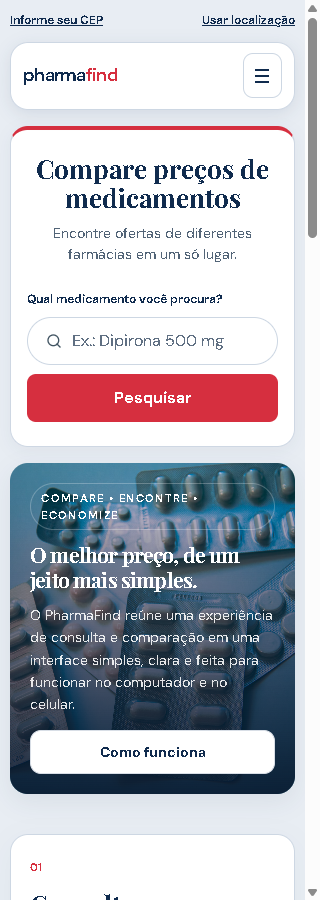 Informe seu CEP
Usar localização
pharmafind
Compare preços de
medicamentos
Encontre ofertas de diferentes
farmácias em um só lugar.
Qual medicamento você procura?
Ex.: Dipirona 500 mg
Pesquisar
COMPARE • ENCONTRE •
ECONOMIZE
O melhor preço, de um
jeito mais simples.
O PharmaFind reúne uma experiência
de consulta e comparação em uma
interface simples, clara e feita para
funcionar no computador e no
celular.
Como funciona
01